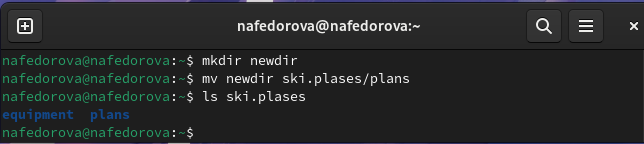 nafedorova@nafedorova:~
nafedorova@nafedorova:~$ mkdir newdir
nafedorova@nafedorova:~$ mv newdir ski.plases/plans
nafedorova@nafedorova:~$ ls ski.plases
equipment  plans
nafedorova@nafedorova:~$